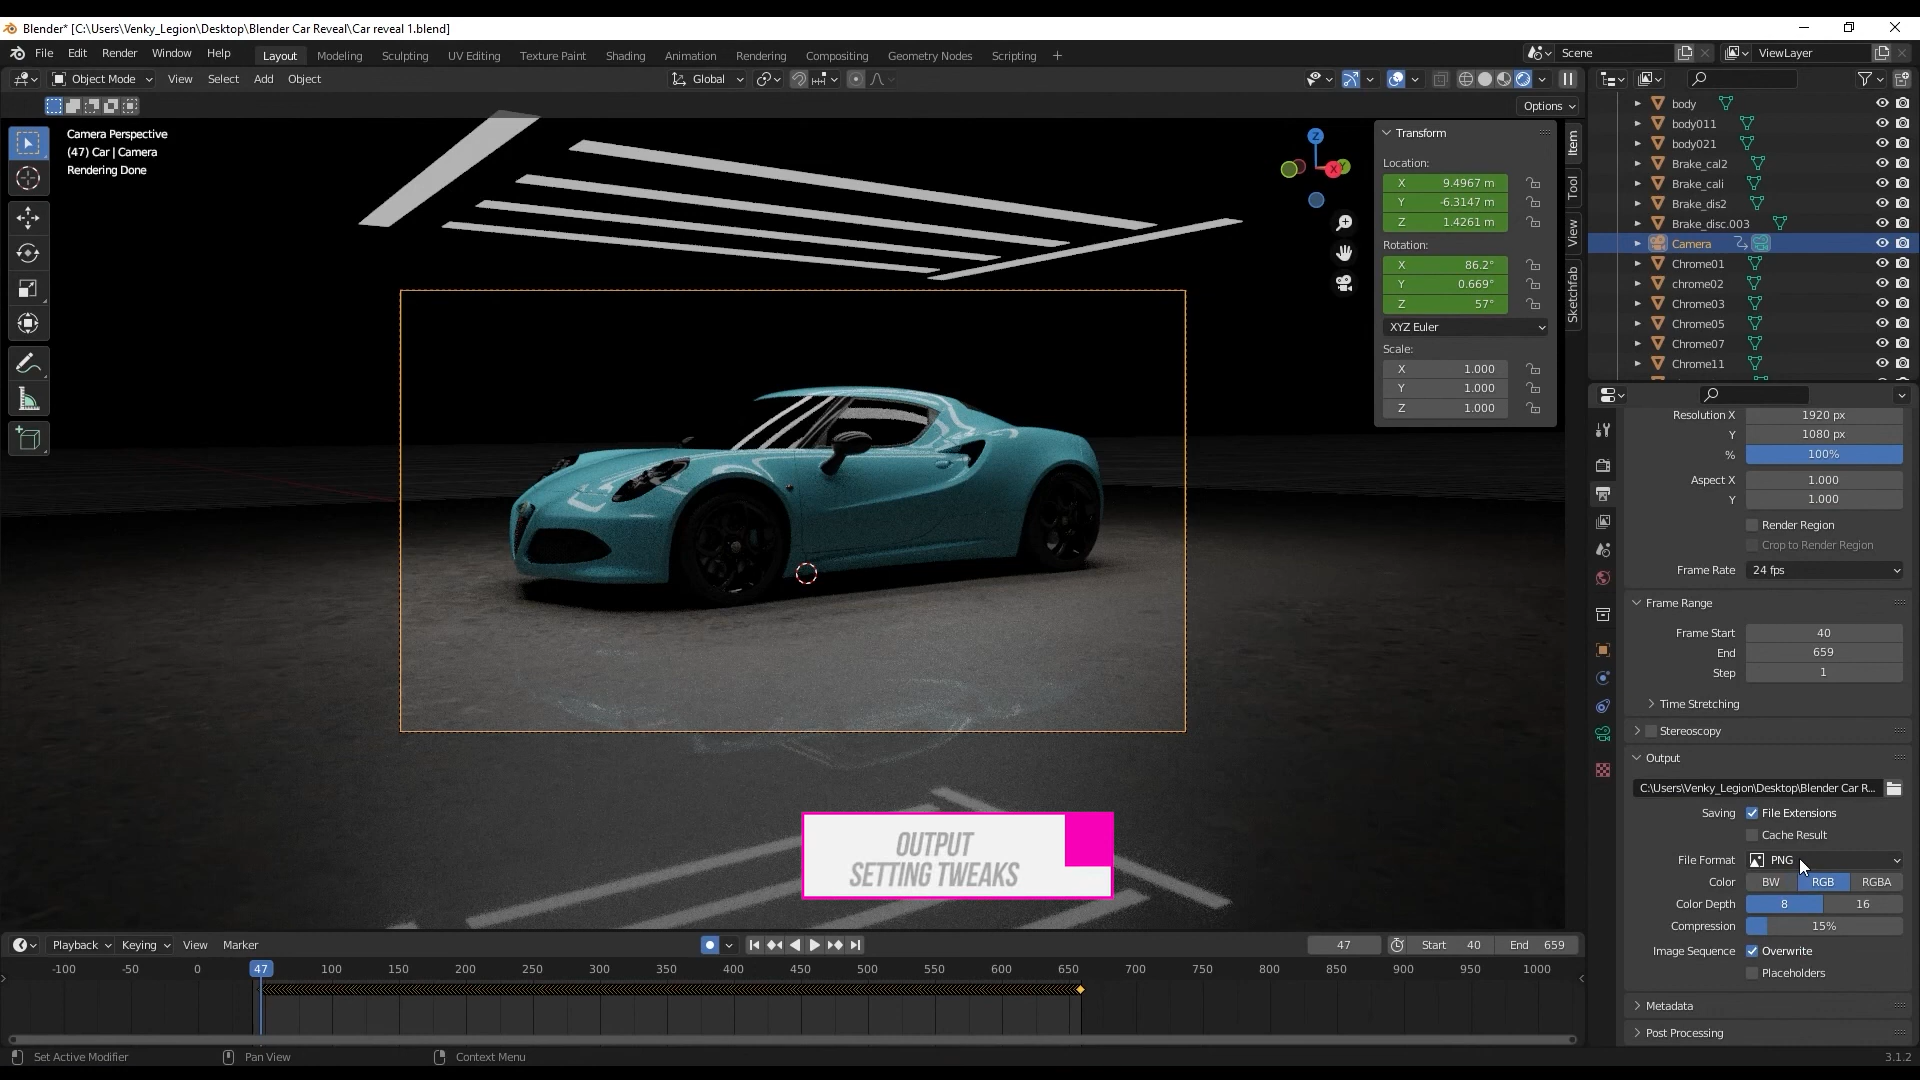 Blender* [C:\Users\Venky_Legion\Desktop\Blender Car Reveal\Car reveal 1.blend]
File Edit Render Window Help Layout Modeling Sculpting UV Editing Texture Paint Shading Animation Rendering Compositing Geometry Nodes Scripting + Scene ViewLayer
Object Mode View Select Add Object Global
Options
Camera Perspective
(47) Car | Camera
Rendering Done
Z
X
Y
Transform
Location:
X 9.4967 m
Y -6.3147 m
Z 1.4261 m
Rotation:
X 86.2°
Y 0.669°
Z 57°
XYZ Euler
Scale:
X 1.000
Y 1.000
Z 1.000
Item
Tool
View
Sketchfab
body
body011
body021
Brake_cal2
Brake_cali
Brake_dis2
Brake_disc.003
Camera
Chrome01
chrome02
Chrome03
Chrome05
Chrome07
Chrome11
Resolution X 1920 px
Y 1080 px
% 100%
Aspect X 1.000
Y 1.000
Render Region
Crop to Render Region
Frame Rate 24 fps
Frame Range
Frame Start 40
End 659
Step 1
Time Stretching
Stereoscopy
Output
C:\Users\Venky_Legion\Desktop\Blender Car R...
Saving File Extensions
Cache Result
File Format PNG
Color BW RGB RGBA
Color Depth 8 16
Compression 15%
Image Sequence Overwrite
Placeholders
Metadata
Post Processing
OUTPUT
SETTING TWEAKS
Playback Keying View Marker 47 Start 40 End 659
-100 -50 0 47 100 150 200 250 300 350 400 450 500 550 600 650 700 750 800 850 900 950 1000
Set Active Modifier Pan View Context Menu 3.1.2